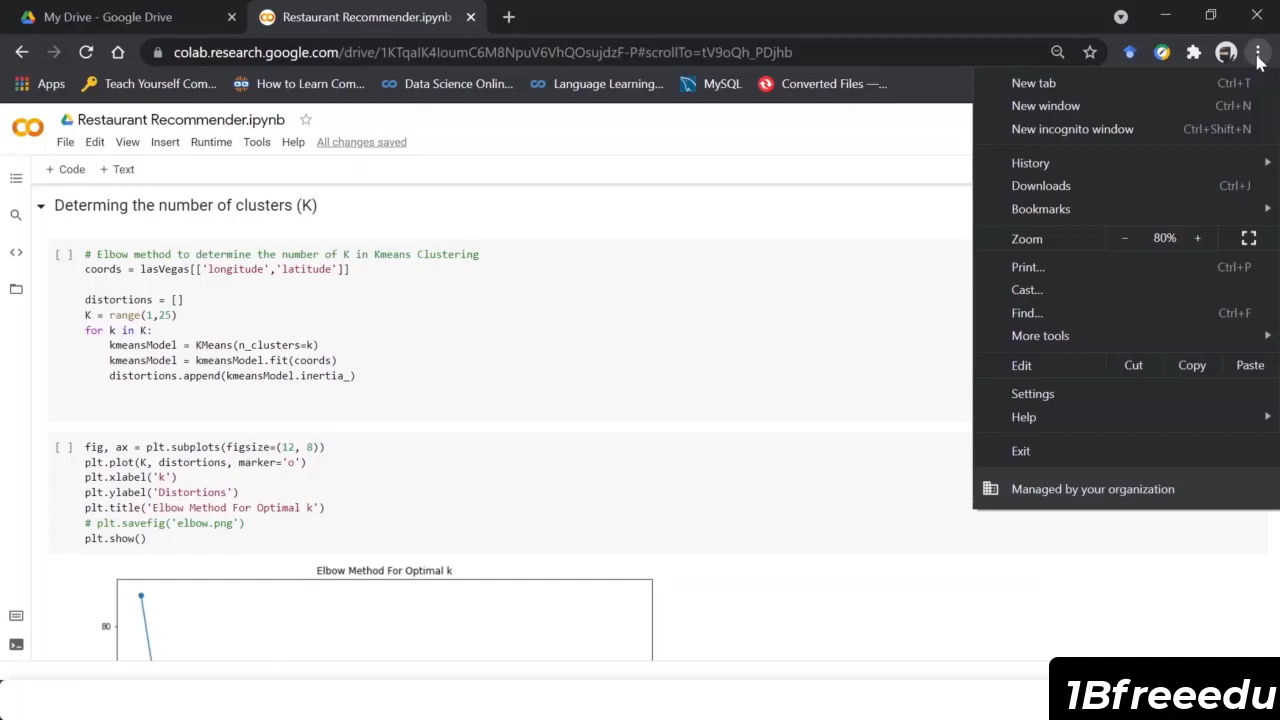 My Drive - Google Drive
Restaurant Recommender.ipynb
colab.research.google.com/drive/1KTqaIK4IoumC6M8NpuV6VhQOsujdzF-P#scrollTo=tV9oQh_PDjhb
Apps
Teach Yourself Com...
How to Learn Com...
Data Science Onlin...
Language Learning...
MySQL
Converted Files —...
Restaurant Recommender.ipynb
File Edit View Insert Runtime Tools Help All changes saved
+ Code + Text
Determing the number of clusters (K)
[ ] # Elbow method to determine the number of K in Kmeans Clustering
coords = lasVegas[['longitude','latitude']]
distortions = []
K = range(1,25)
for k in K:
kmeansModel = KMeans(n_clusters=k)
kmeansModel = kmeansModel.fit(coords)
distortions.append(kmeansModel.inertia_)
[ ] fig, ax = plt.subplots(figsize=(12, 8))
plt.plot(K, distortions, marker='o')
plt.xlabel('k')
plt.ylabel('Distortions')
plt.title('Elbow Method For Optimal k')
# plt.savefig('elbow.png')
plt.show()
Elbow Method For Optimal k
80
New tab Ctrl+T
New window Ctrl+N
New incognito window Ctrl+Shift+N
History
Downloads Ctrl+J
Bookmarks
Zoom − 80% +
Print... Ctrl+P
Cast...
Find... Ctrl+F
More tools
Edit Cut Copy Paste
Settings
Help
Exit
Managed by your organization
1Bfreeedu